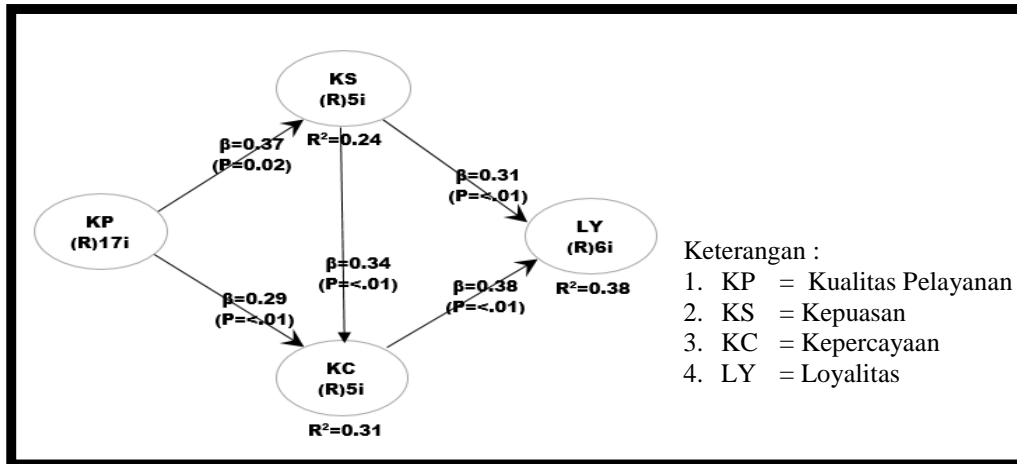 KS
(R)5i
R²=0.24
β=0.37
(P=0.02)
β=0.31
(P=<.01)
KP
(R)17i
LY
(R)6i
R²=0.38
β=0.34
(P=<.01)
β=0.29
(P=<.01)
β=0.38
(P=<.01)
KC
(R)5i
R²=0.31
Keterangan :
1. KP = Kualitas Pelayanan
2. KS = Kepuasan
3. KC = Kepercayaan
4. LY = Loyalitas